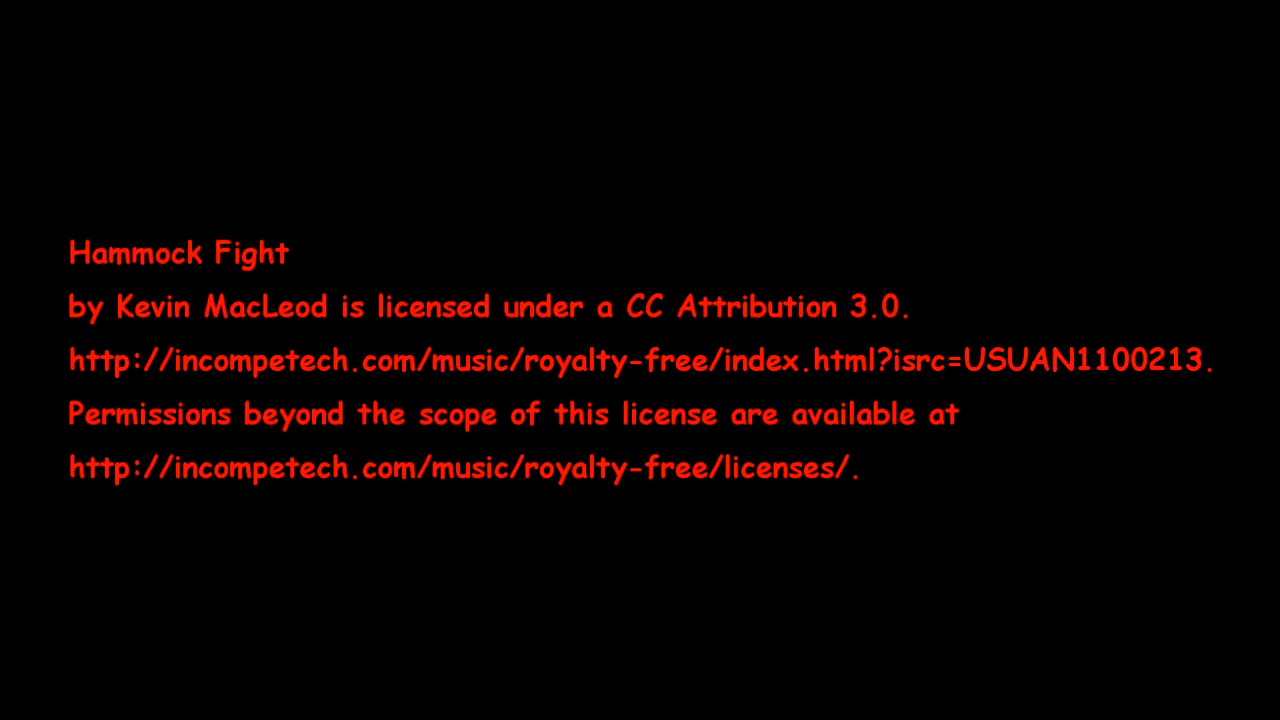 Hammock Fight
by Kevin MacLeod is licensed under a CC Attribution 3.0.
http://incompetech.com/music/royalty-free/index.html?isrc=USUAN1100213.
Permissions beyond the scope of this license are available at
http://incompetech.com/music/royalty-free/licenses/.